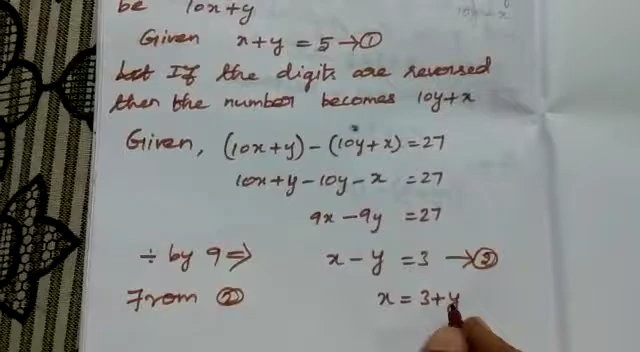 be 10x+y
Given x+y = 5 → ①
If the digits are reversed
then the number becomes 10y+x
Given, (10x+y) - (10y+x) = 27
10x+y-10y-x = 27
9x-9y = 27
÷ by 9 ⇒ x-y = 3 → ②
From ② x = 3+y